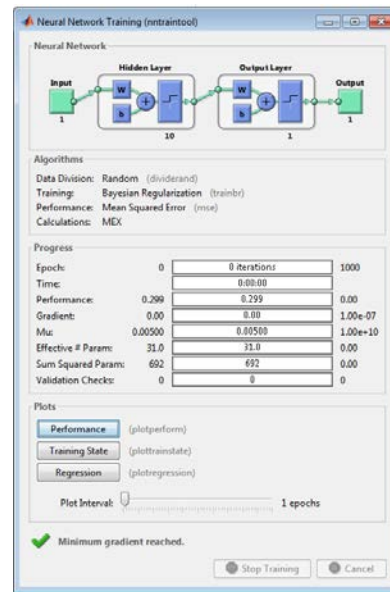 Neural Network Training (nntraintool)
Neural Network
Hidden Layer Output Layer
Input Output
W W
+ +
b b
1 10 1 1
Algorithms
Data Division: Random (dividerand)
Training: Bayesian Regularization (trainbr)
Performance: Mean Squared Error (mse)
Calculations: MEX
Progress
Epoch: 0 0 iterations 1000
Time: 0:00:00
Performance: 0.299 0.299 0.00
Gradient: 0.00 0.00 1.00e-07
Mu: 0.00500 0.00500 1.00e+10
Effective # Param: 31.0 31.0 0.00
Sum Squared Param: 692 692 0.00
Validation Checks: 0 0 0
Plots
Performance (plotperform)
Training State (plottrainstate)
Regression (plotregression)
Plot Interval: 1 epochs
Minimum gradient reached.
Stop Training Cancel